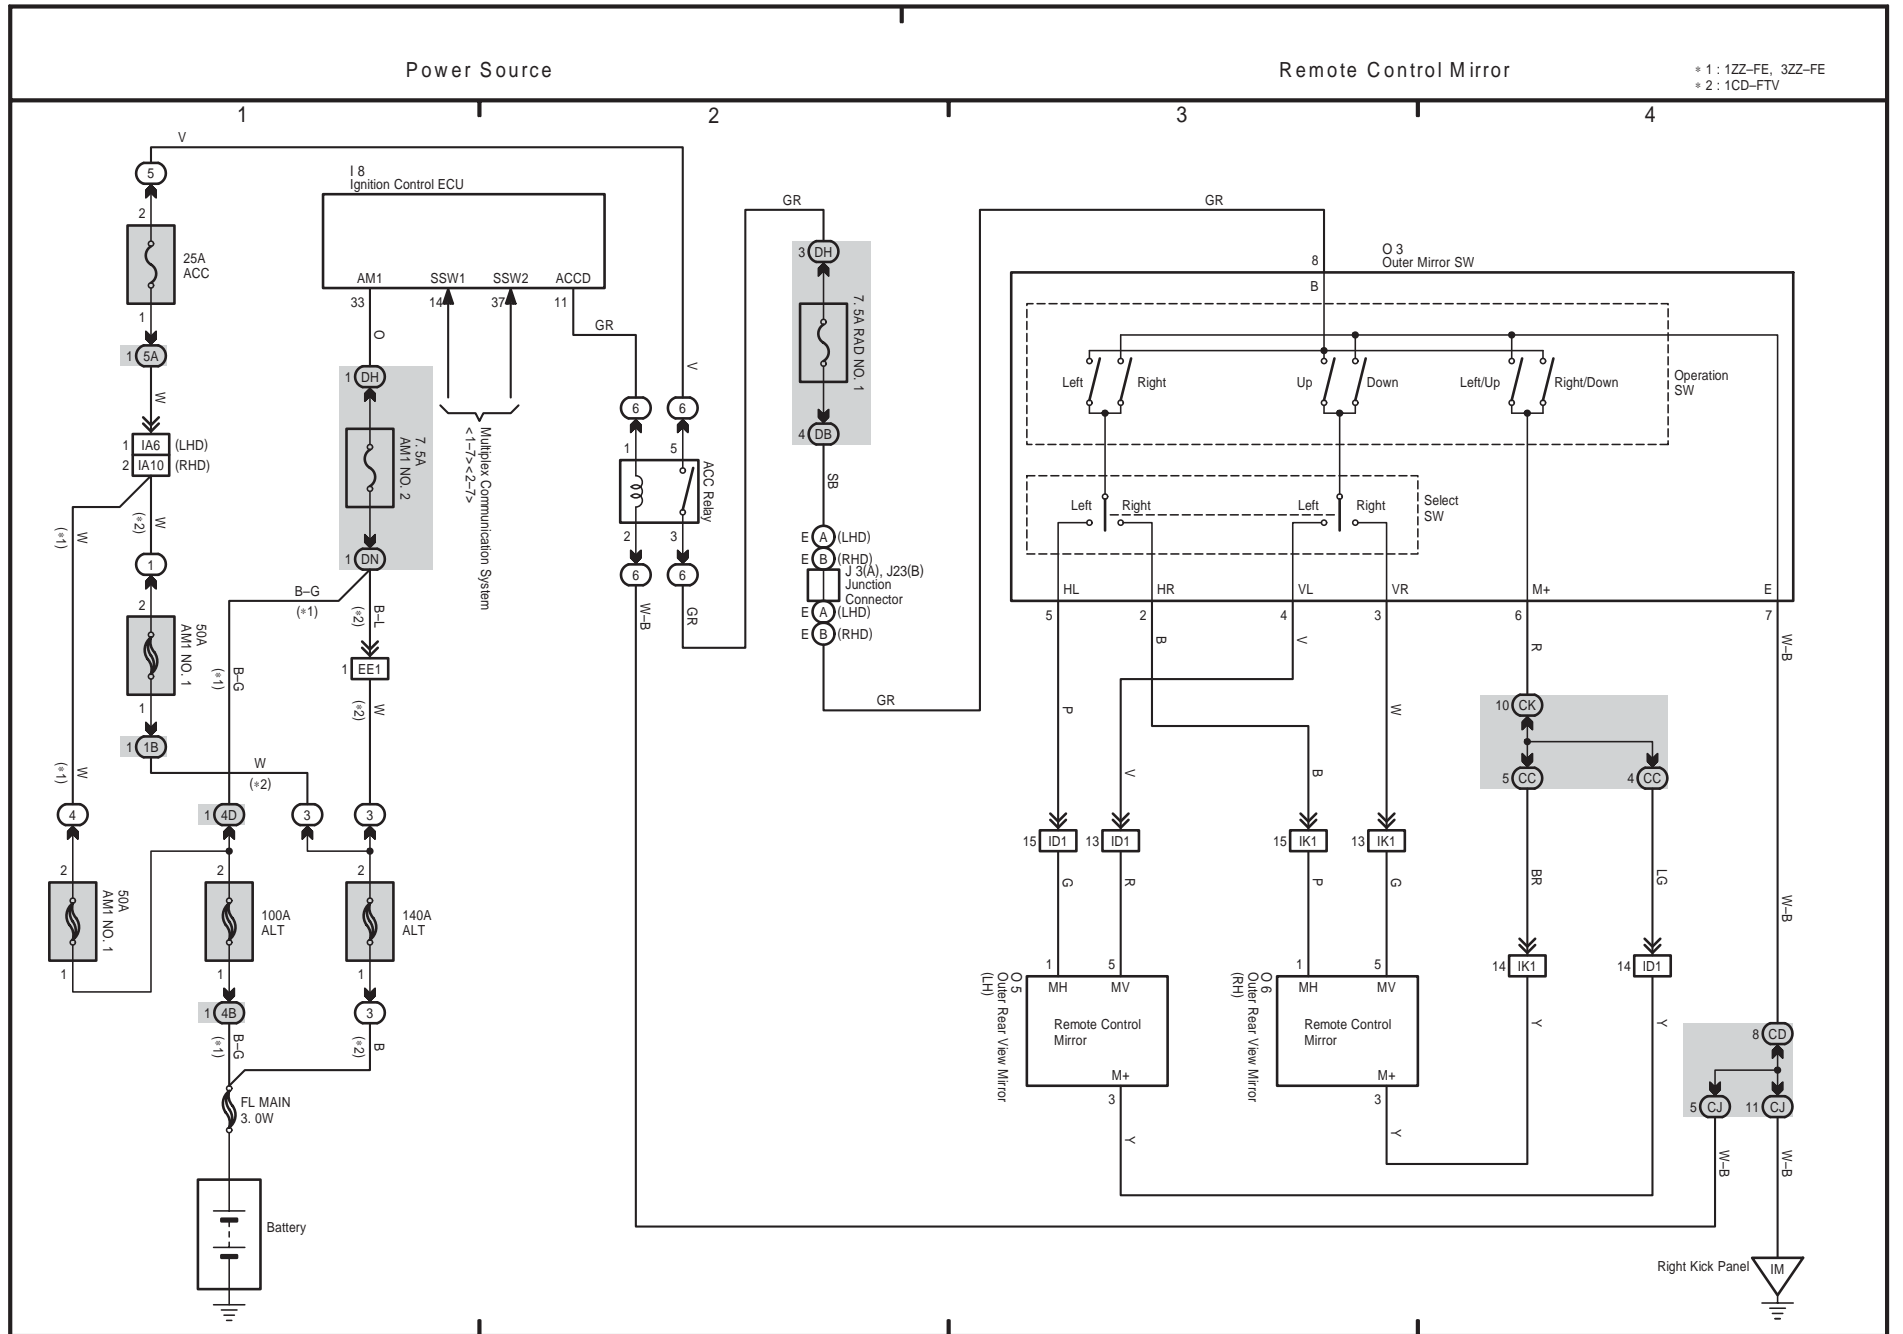 Power Source
Remote Control Mirror
* 1 : 1ZZ–FE, 3ZZ–FE
* 2 : 1CD–FTV
1
2
3
4
V
5
2
25A
ACC
1
1 5A
W
1 IA6 (LHD)
2 IA10 (RHD)
W
(*1)
W
(*2)
1
2
50A
AM1 NO. 1
1
1 1B
W
(*2)
W
(*1)
4
2
50A
AM1 NO. 1
1
I 8
Ignition Control ECU
AM1
SSW1
SSW2
ACCD
33
14
37
11
O
GR
1 DH
7. 5A
AM1 NO. 2
1 DN
B–G
(*1)
B–L
(*2)
1 EE1
B–G
(*1)
W
(*2)
1 4D
3
3
2
100A
ALT
1
2
140A
ALT
1
1 4B
3
B–G
(*1)
B
(*2)
FL MAIN
3. 0W
Battery
Multiplex Communication System
<1–7><2–7>
V
6
6
1
5
ACC Relay
2
3
6
6
W–B
GR
GR
3 DH
7. 5A RAD NO. 1
4 DB
SB
E A (LHD)
E B (RHD)
J 3(A), J23(B)
Junction
Connector
E A (LHD)
E B (RHD)
GR
GR
O 3
Outer Mirror SW
8
B
Left
Right
Up
Down
Left/Up
Right/Down
Operation
SW
Left
Right
Left
Right
Select
SW
HL
HR
VL
VR
M+
E
5
2
4
3
6
7
B
V
R
W–B
P
W
V
B
10 CK
5 CC
4 CC
15 ID1
13 ID1
15 IK1
13 IK1
G
R
P
G
BR
LG
W–B
14 IK1
14 ID1
1
5
O 5
Outer Rear View Mirror
(LH)
MH
MV
Remote Control
Mirror
M+
3
1
5
O 6
Outer Rear View Mirror
(RH)
MH
MV
Remote Control
Mirror
M+
3
Y
Y
Y
Y
8 CD
5 CJ
11 CJ
W–B
W–B
Right Kick Panel
IM